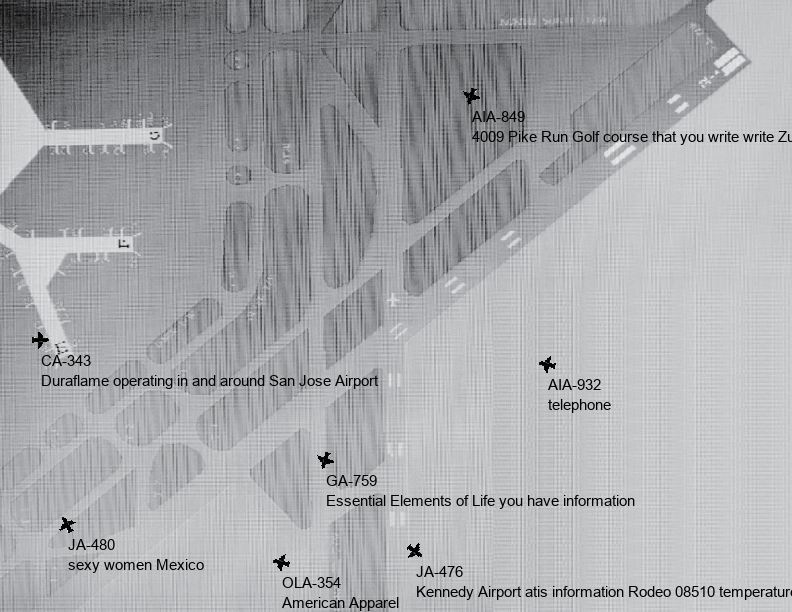 AIA-849
4009 Pike Run Golf course that you write write Zu
CA-343
Duraflame operating in and around San Jose Airport
AIA-932
telephone
GA-759
Essential Elements of Life you have information
JA-480
sexy women Mexico
JA-476
Kennedy Airport atis information Rodeo 08510 temperature
OLA-354
American Apparel